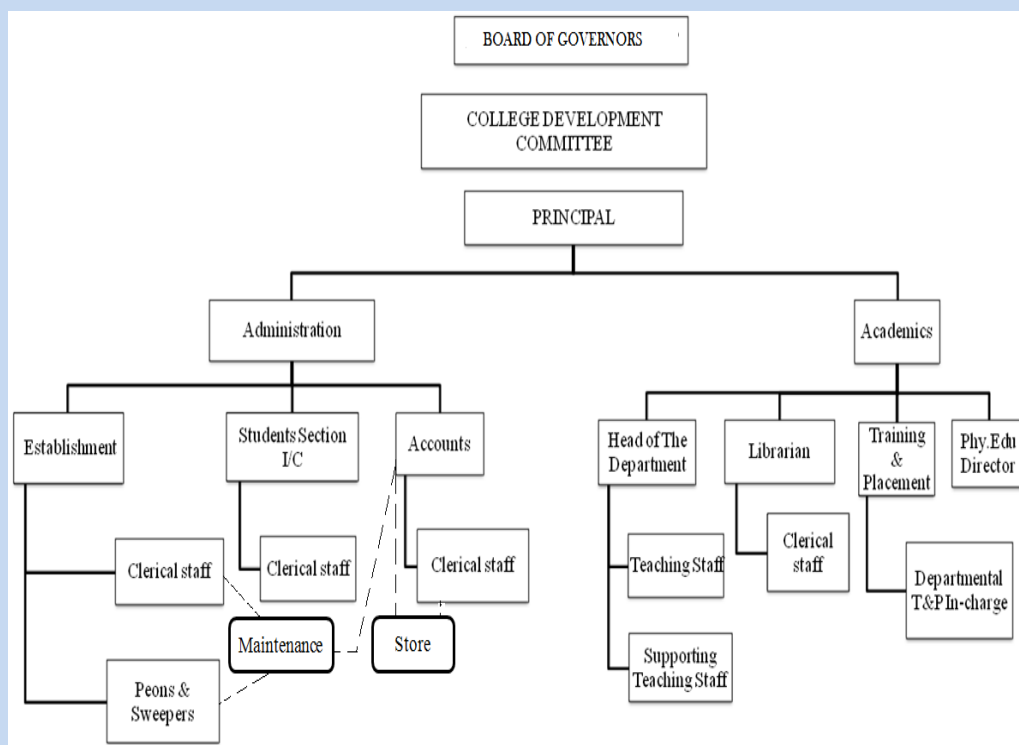 BOARD OF GOVERNORS
COLLEGE DEVELOPMENT
COMMITTEE
PRINCIPAL
Administration
Academics
Establishment
Students Section
I/C
Accounts
Head of The
Department
Librarian
Training
&
Placement
Phy.Edu
Director
Clerical staff
Clerical staff
Clerical staff
Teaching Staff
Clerical
staff
Departmental
T&P In-charge
Maintenance
Store
Peons &
Sweepers
Supporting
Teaching Staff